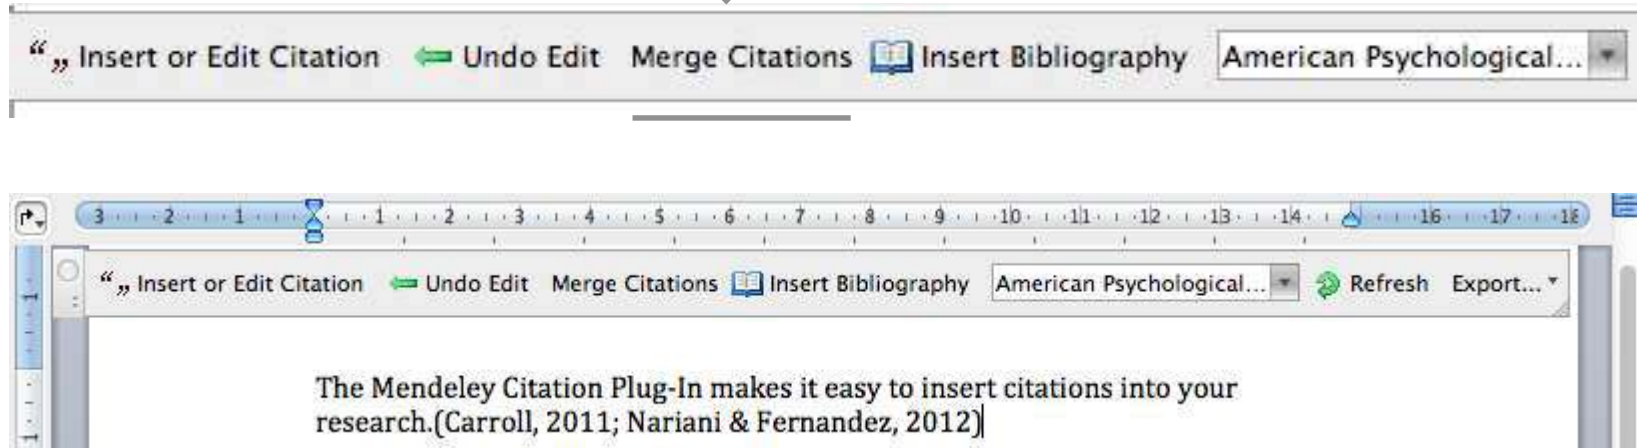 “ „ Insert or Edit Citation Undo Edit Merge Citations Insert Bibliography American Psychological...
3 2 1 1 2 3 4 5 6 7 8 9 10 11 12 13 14 16 17 18
“ „ Insert or Edit Citation Undo Edit Merge Citations Insert Bibliography American Psychological... Refresh Export...
1
The Mendeley Citation Plug-In makes it easy to insert citations into your
research.(Carroll, 2011; Nariani & Fernandez, 2012)
1